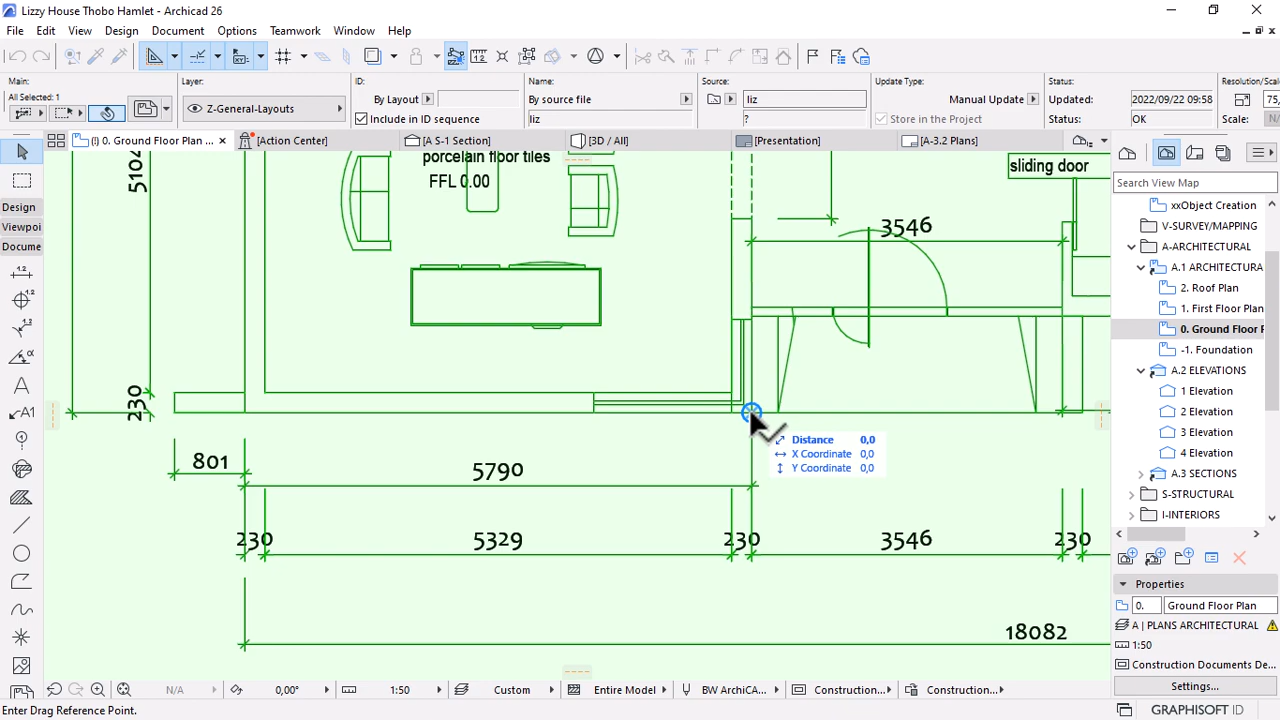 Lizzy House Thobo Hamlet - Archicad 26
File Edit View Design Document Options Teamwork Window Help
Main: Layer: ID: Name: Source: Update Type: Status: Resolution/Scale
All Selected: 1 Z-General-Layouts By Layout By source file liz Manual Update Updated: 2022/09/22 09:58 75,
Include in ID sequence liz ? Store in the Project Status: OK Scale: N/
(!) 0. Ground Floor Plan ... [Action Center] [A S-1 Section] [3D / All] [Presentation] [A-3.2 Plans]
Design
Viewpoi
Docume
A1
porcelain floor tiles
FFL 0.00
5104
230
801
5790
230 5329 230 3546 230
18082
3546
sliding door
Distance 0,0
X Coordinate 0,0
Y Coordinate 0,0
Search View Map
xxObject Creation
V-SURVEY/MAPPING
A-ARCHITECTURAL
A.1 ARCHITECTURA
2. Roof Plan
1. First Floor Plan
0. Ground Floor P
-1. Foundation
A.2 ELEVATIONS
1 Elevation
2 Elevation
3 Elevation
4 Elevation
A.3 SECTIONS
S-STRUCTURAL
I-INTERIORS
Properties
0. Ground Floor Plan
A | PLANS ARCHITECTURAL
1:50
Construction Documents De...
Settings...
N/A 0,00° 1:50 Custom Entire Model BW ArchiCA... Construction... Construction...
Enter Drag Reference Point.
GRAPHISOFT ID